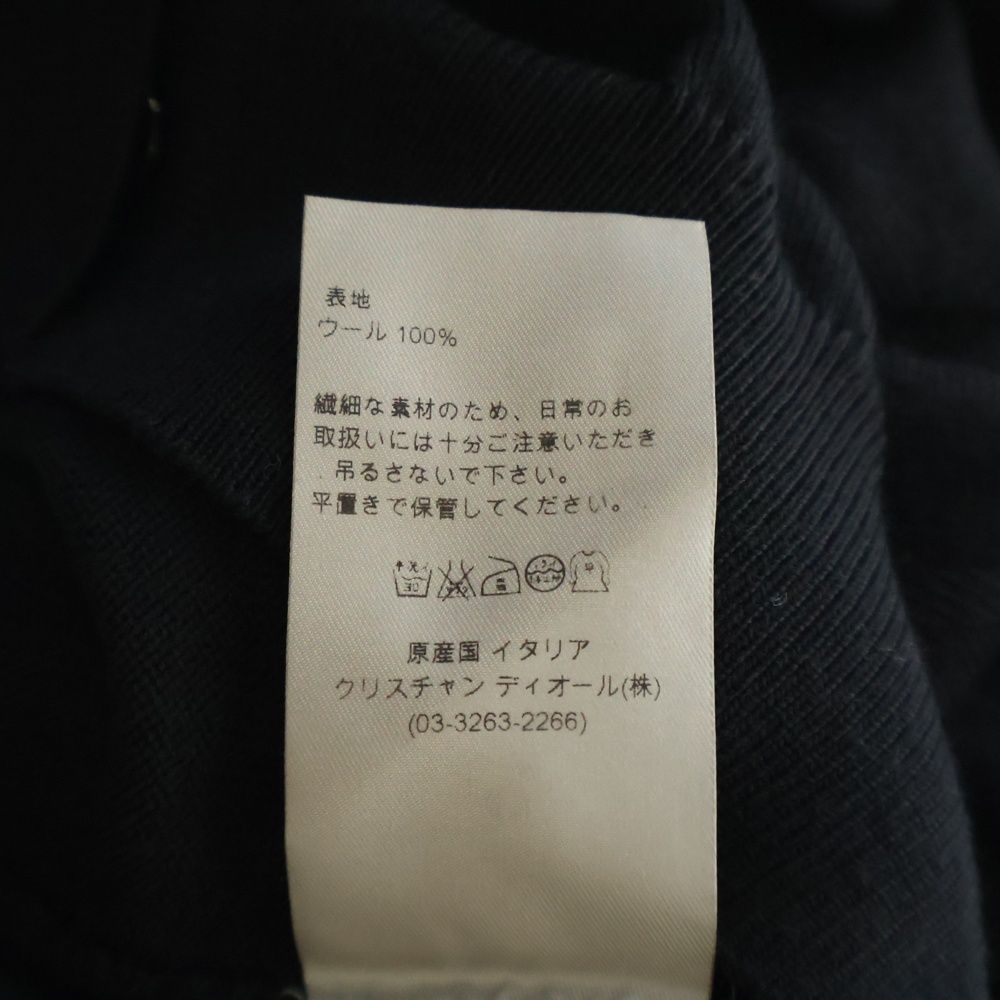 表地
ウール 100%
繊細な素材のため、日常のお
取扱いには十分ご注意いただき
吊るさないで下さい。
平置きで保管してください。
30
原産国 イタリア
クリスチャン ディオール(株)
(03-3263-2266)